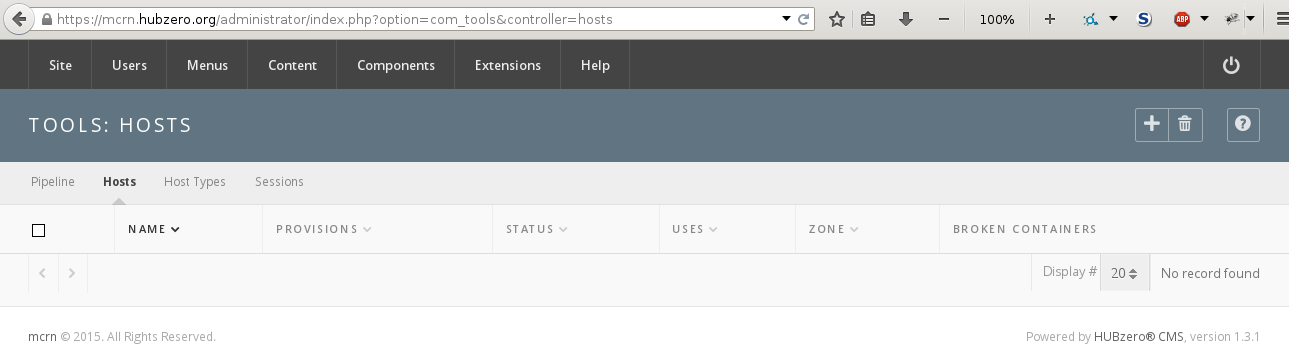 https://mcrn.hubzero.org/administrator/index.php?option=com_tools&controller=hosts 100% S ABP
Site Users Menus Content Components Extensions Help
TOOLS: HOSTS ?
Pipeline Hosts Host Types Sessions
NAME PROVISIONS STATUS USES ZONE BROKEN CONTAINERS
Display # 20 No record found
mcrn © 2015. All Rights Reserved. Powered by HUBzero® CMS, version 1.3.1